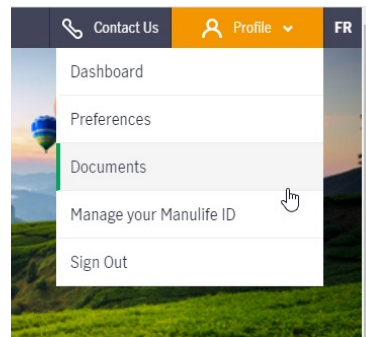 Contact Us
Profile
FR
Dashboard
Preferences
Documents
Manage your Manulife ID
Sign Out